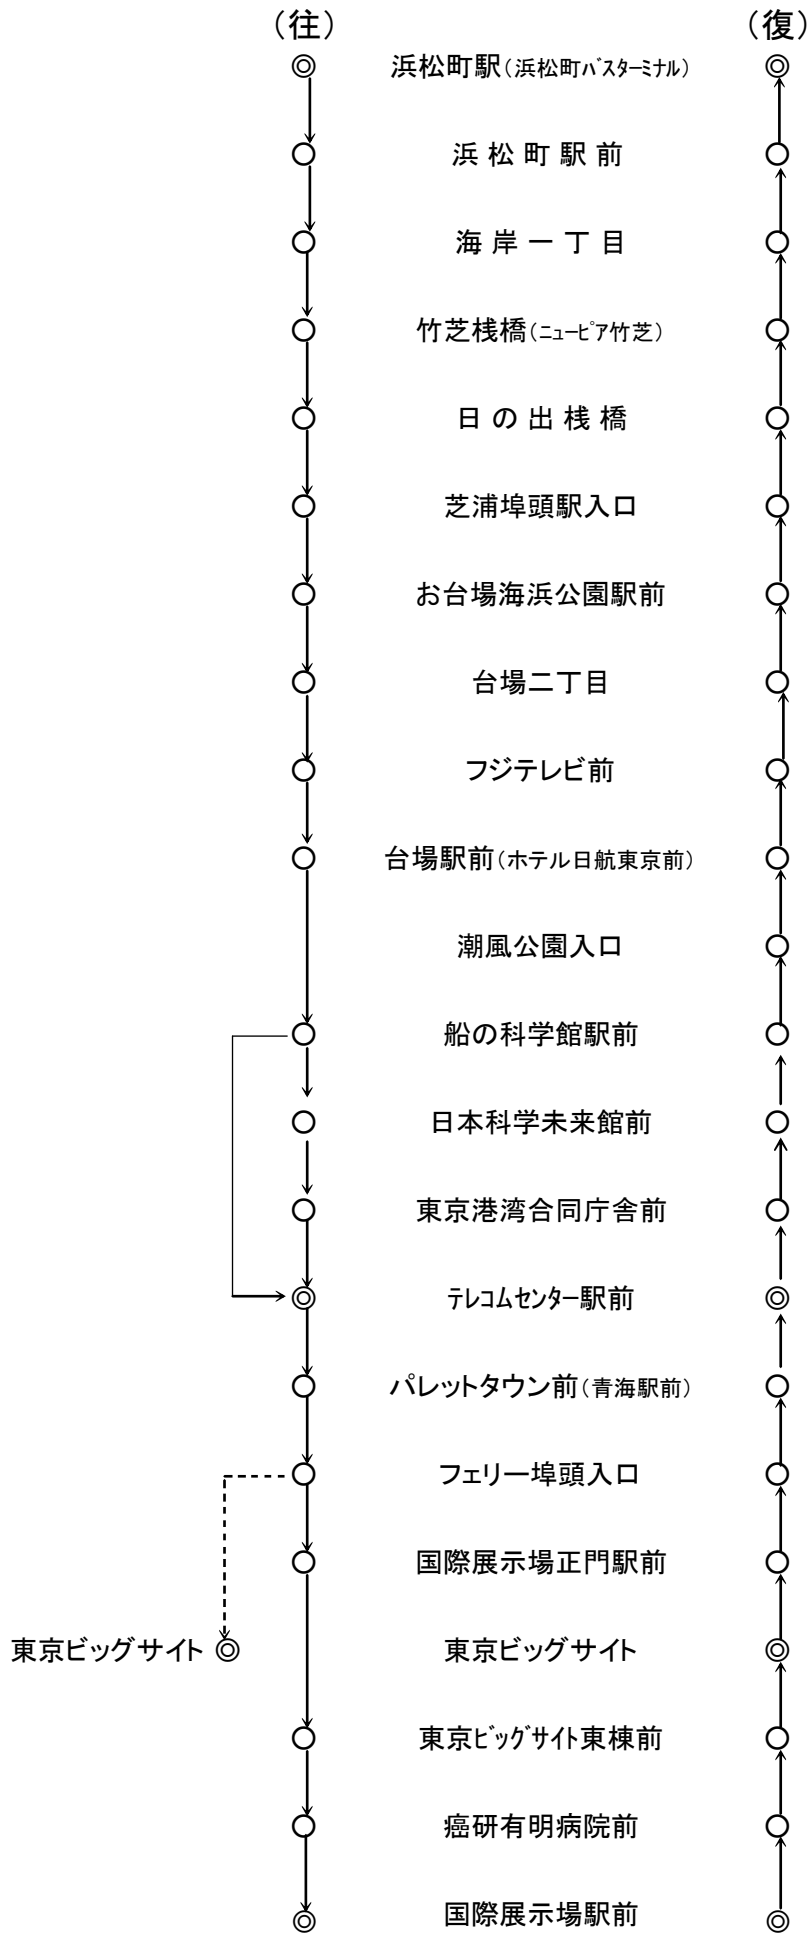 (往) (復)
浜松町駅(浜松町バスターミナル)
浜松町駅前
海岸一丁目
竹芝桟橋(ニューピア竹芝)
日の出桟橋
芝浦埠頭駅入口
お台場海浜公園駅前
台場二丁目
フジテレビ前
台場駅前(ホテル日航東京前)
潮風公園入口
船の科学館駅前
日本科学未来館前
東京港湾合同庁舎前
テレコムセンター駅前
パレットタウン前(青海駅前)
フェリー埠頭入口
国際展示場正門駅前
東京ビッグサイト 東京ビッグサイト
東京ビッグサイト東棟前
癌研有明病院前
国際展示場駅前